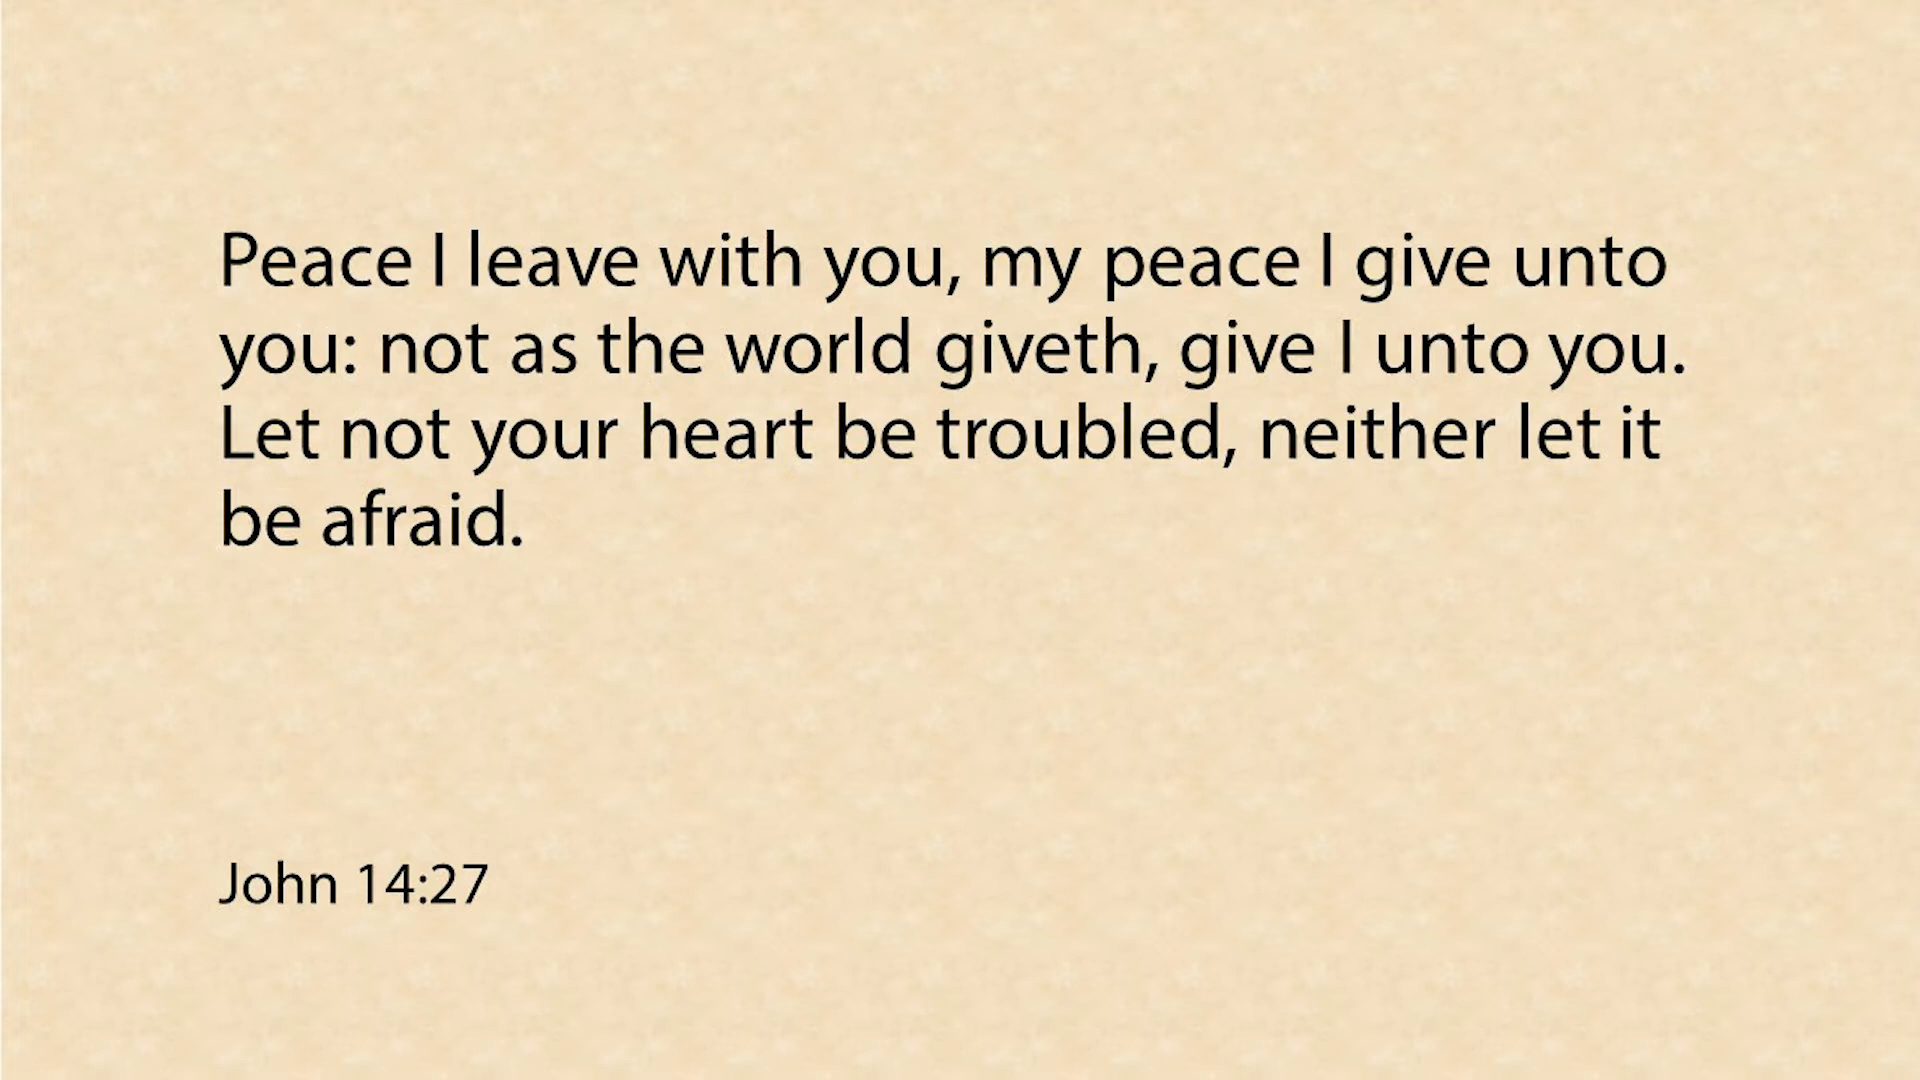 Peace I leave with you, my peace I give unto
you: not as the world giveth, give I unto you.
Let not your heart be troubled, neither let it
be afraid.
John 14:27